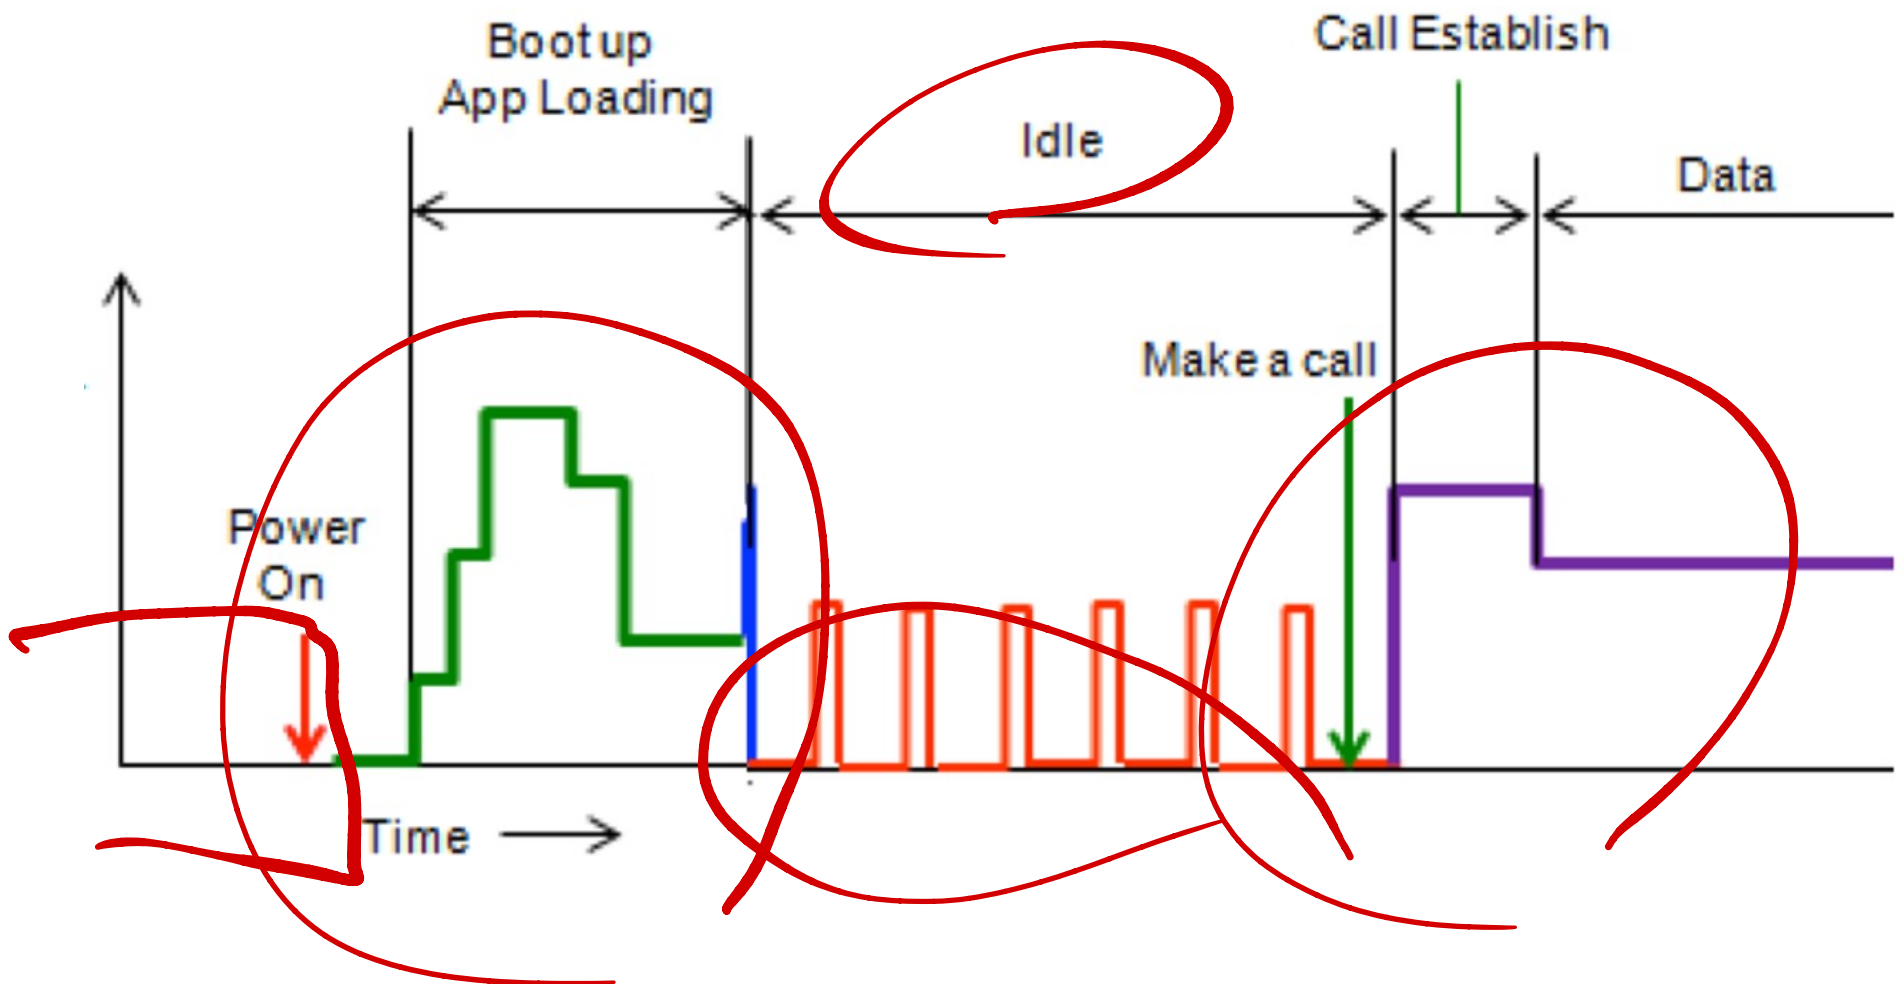 Boot up
App Loading
Idle
Call Establish
Data
Make a call
Power
On
Time